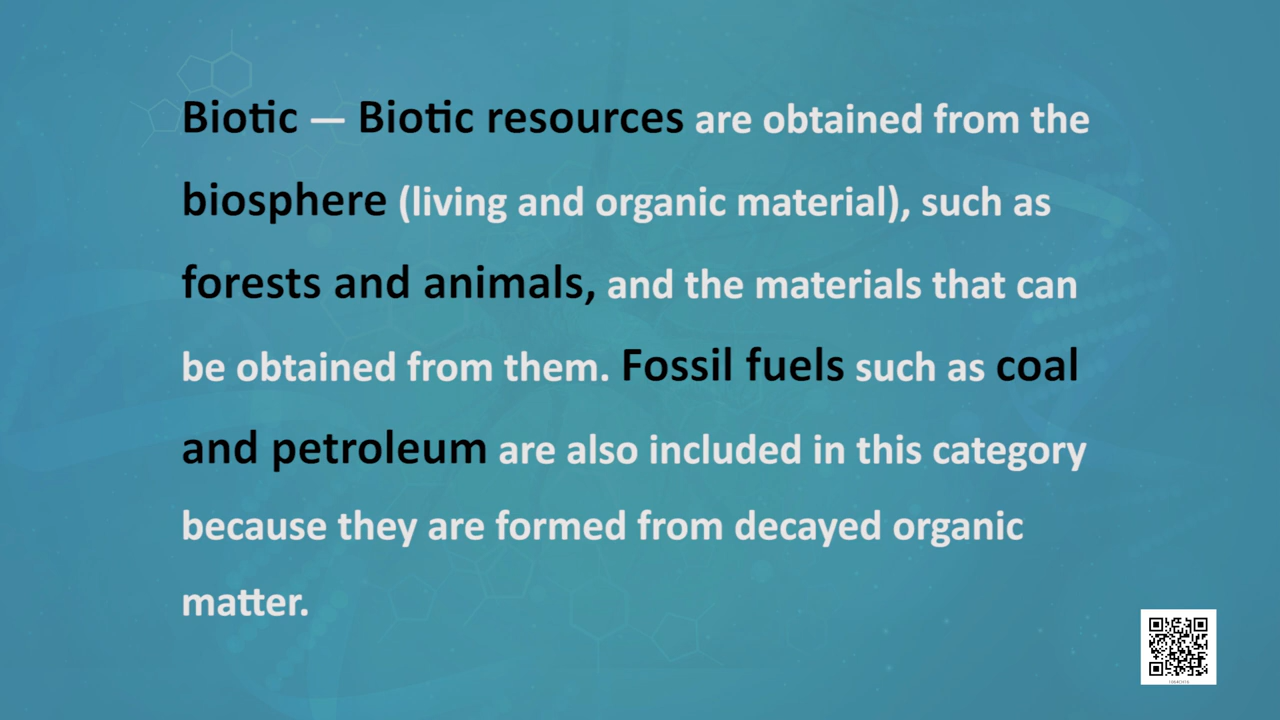 Biotic — Biotic resources are obtained from the
biosphere (living and organic material), such as
forests and animals, and the materials that can
be obtained from them. Fossil fuels such as coal
and petroleum are also included in this category
because they are formed from decayed organic
matter.